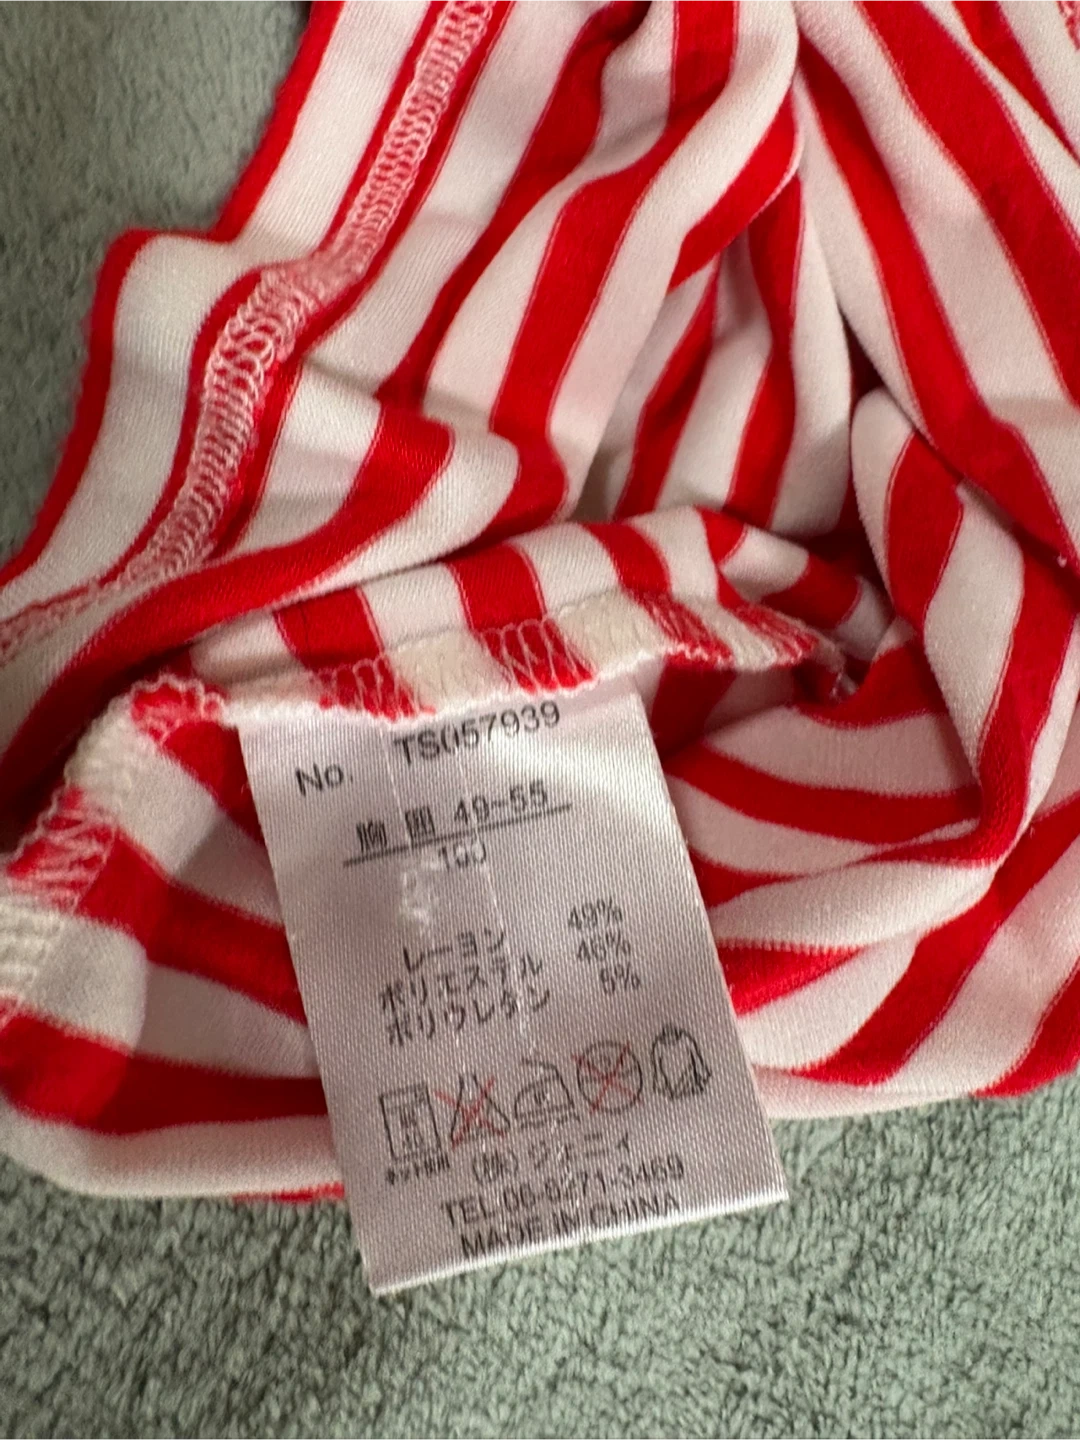 No. TS057939
胸囲 49~55
100
レーヨン 49%
ポリエステル 46%
ポリウレタン 5%
ネット使用
(株)ジェニィ
TEL.06-6271-3469
MADE IN CHINA